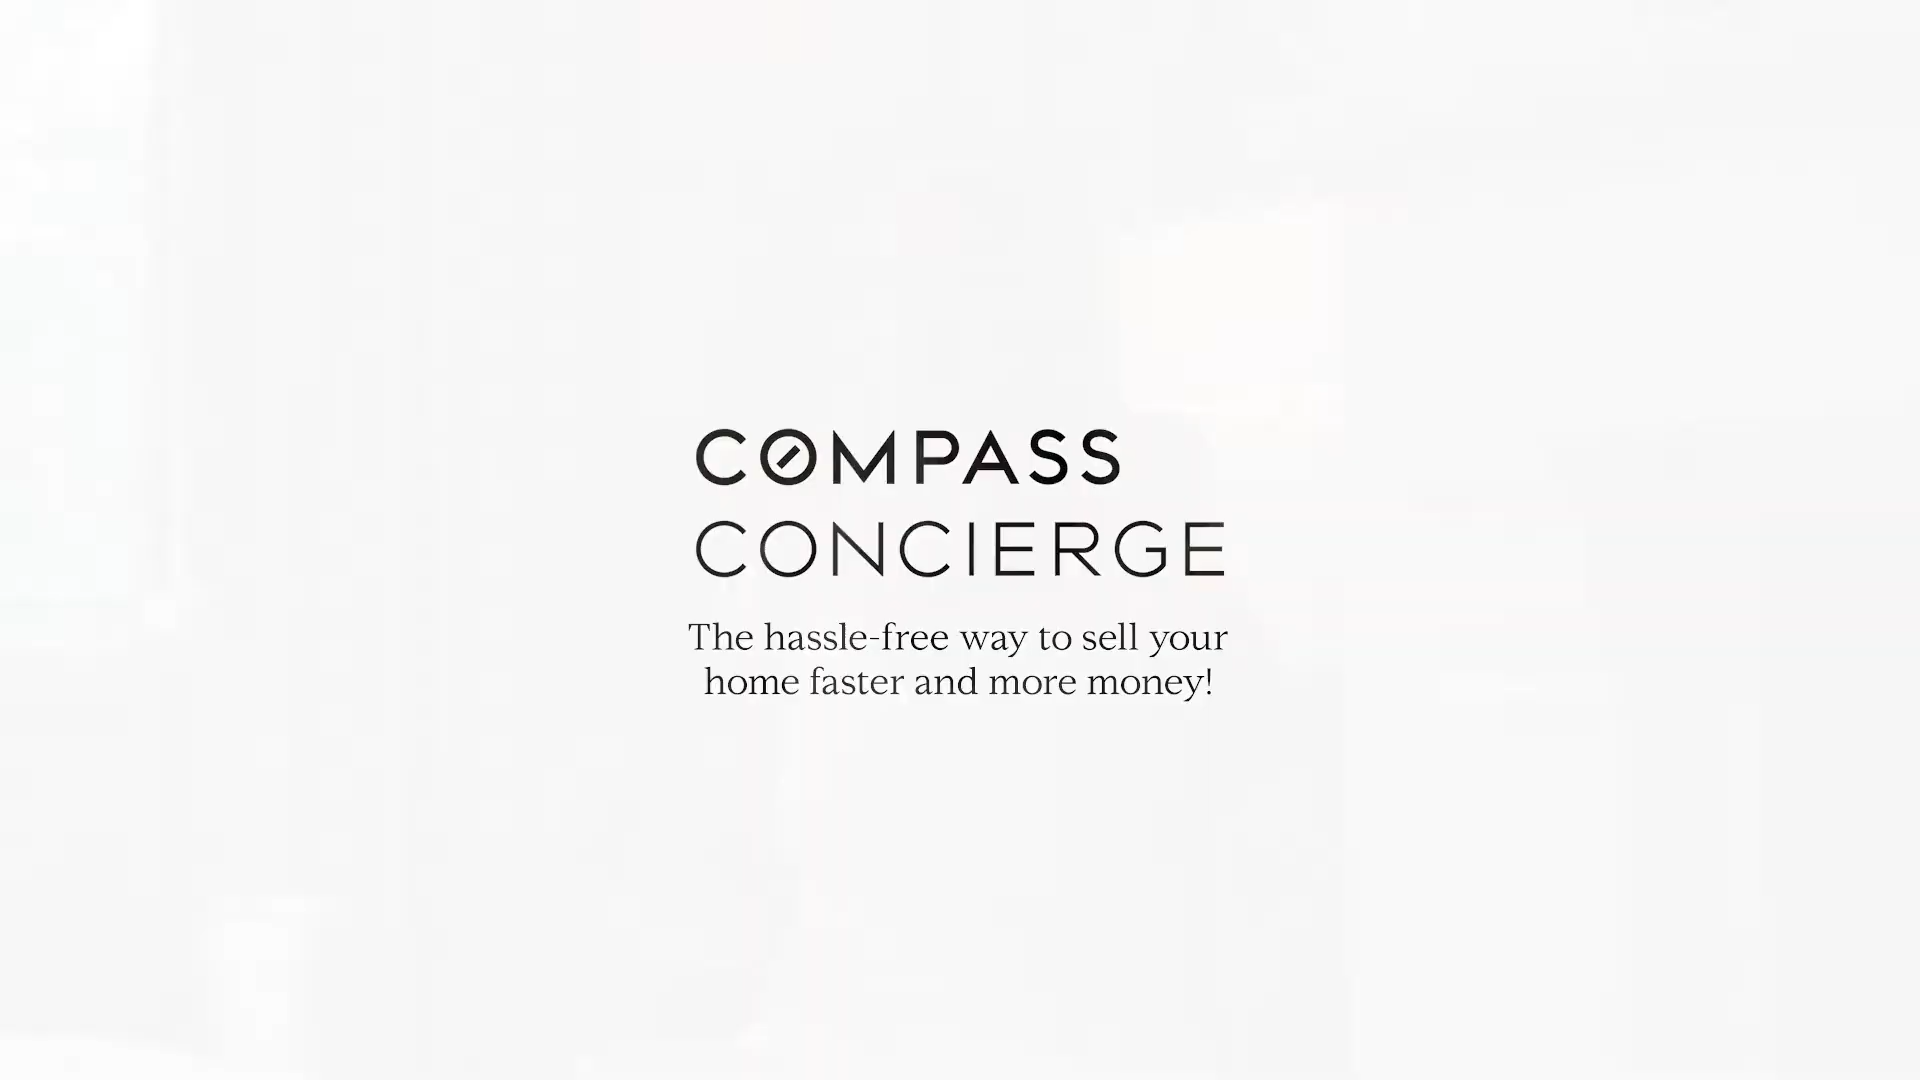 COMPASS
CONCIERGE
The hassle-free way to sell your
home faster and more money!